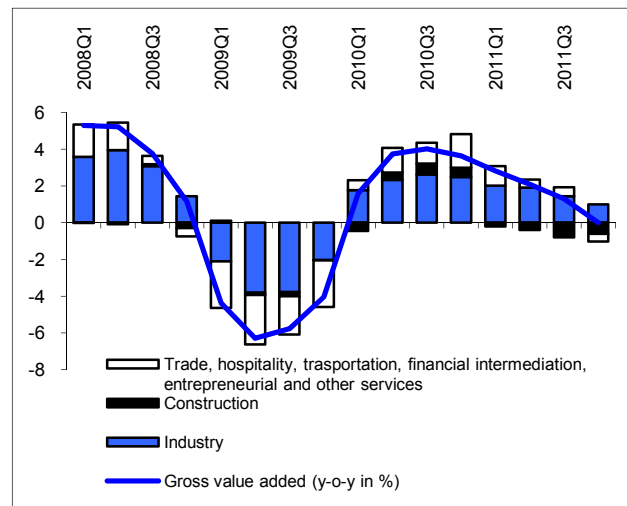 2008Q1
2008Q3
2009Q1
2009Q3
2010Q1
2010Q3
2011Q1
2011Q3
6
4
2
0
-2
-4
-6
-8
Trade, hospitality, trasportation, financial intermediation,
entrepreneurial and other services
Construction
Industry
Gross value added (y-o-y in %)